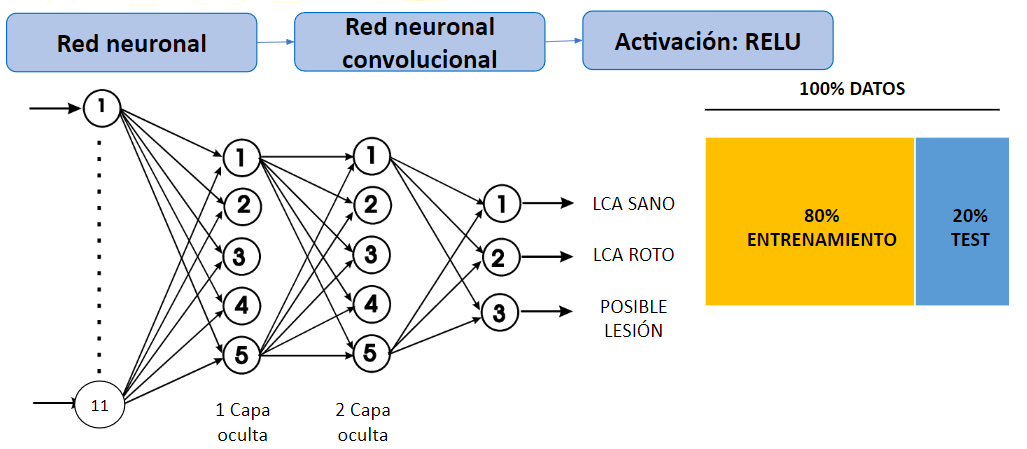 Red neuronal
Red neuronal
convolucional
Activación: RELU
100% DATOS
80%
ENTRENAMIENTO
20%
TEST
1
11
1
2
3
4
5
1
2
3
4
5
1
2
3
LCA SANO
LCA ROTO
POSIBLE
LESIÓN
1 Capa
oculta
2 Capa
oculta